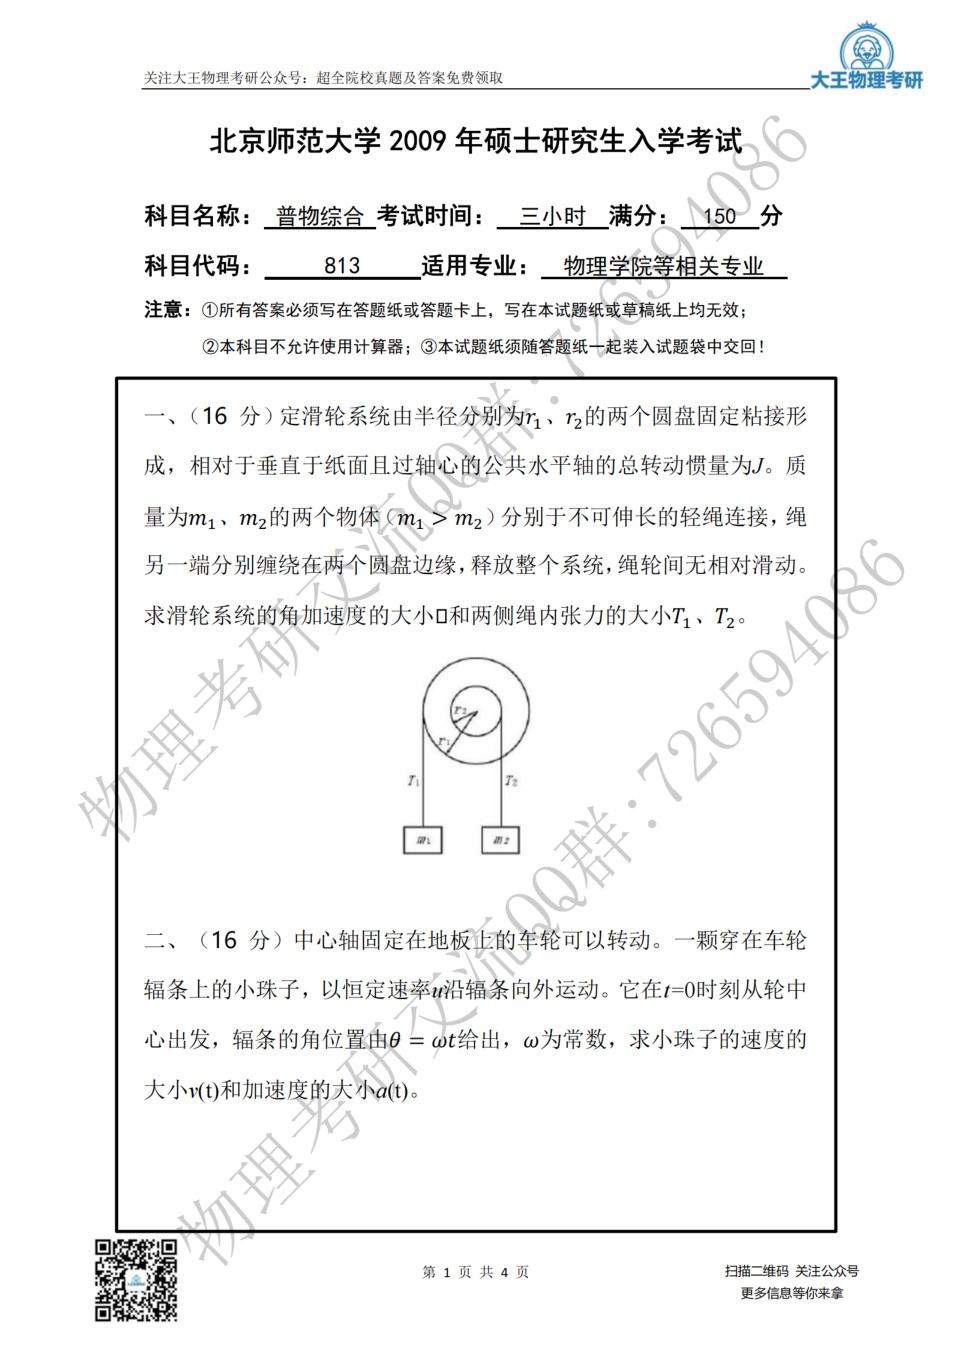 关注大王物理考研公众号：超全院校真题及答案免费领取
大王物理考研
北京师范大学 2009 年硕士研究生入学考试
科目名称： 普物综合 考试时间： 三小时 满分： 150 分
科目代码： 813 适用专业： 物理学院等相关专业
注意：①所有答案必须写在答题纸或答题卡上，写在本试题纸或草稿纸上均无效；
②本科目不允许使用计算器；③本试题纸须随答题纸一起装入试题袋中交回！
一、（16 分）定滑轮系统由半径分别为r₁、r₂的两个圆盘固定粘接形
成，相对于垂直于纸面且过轴心的公共水平轴的总转动惯量为J。质
量为m₁、m₂的两个物体（m₁ > m₂）分别于不可伸长的轻绳连接，绳
另一端分别缠绕在两个圆盘边缘，释放整个系统，绳轮间无相对滑动。
求滑轮系统的角加速度的大小▯和两侧绳内张力的大小T₁、T₂。
r₂
r₁
T₁
T₂
m₁
m₂
二、（16 分）中心轴固定在地板上的车轮可以转动。一颗穿在车轮
辐条上的小珠子，以恒定速率u沿辐条向外运动。它在t=0时刻从轮中
心出发，辐条的角位置由θ = ωt给出，ω为常数，求小珠子的速度的
大小v(t)和加速度的大小a(t)。
物理考研交流QQ群：726594086
物理考研交流QQ群：726594086
大王物理考研
第 1 页 共 4 页
扫描二维码 关注公众号
更多信息等你来拿